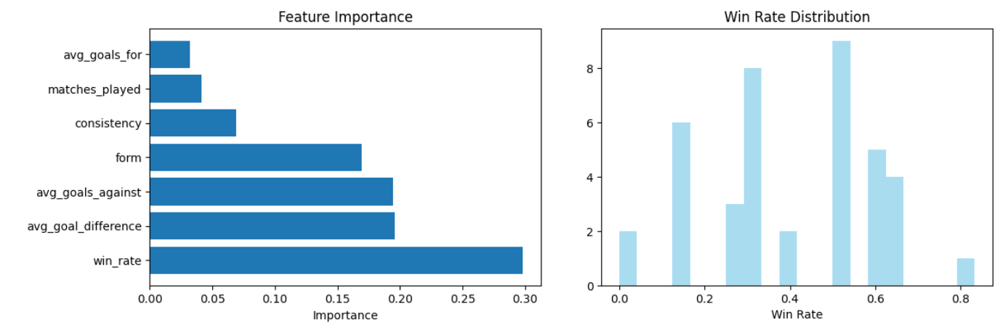 Feature Importance
avg_goals_for
matches_played
consistency
form
avg_goals_against
avg_goal_difference
win_rate
0.00 0.05 0.10 0.15 0.20 0.25 0.30
Importance
Win Rate Distribution
8
6
4
2
0
0.0 0.2 0.4 0.6 0.8
Win Rate